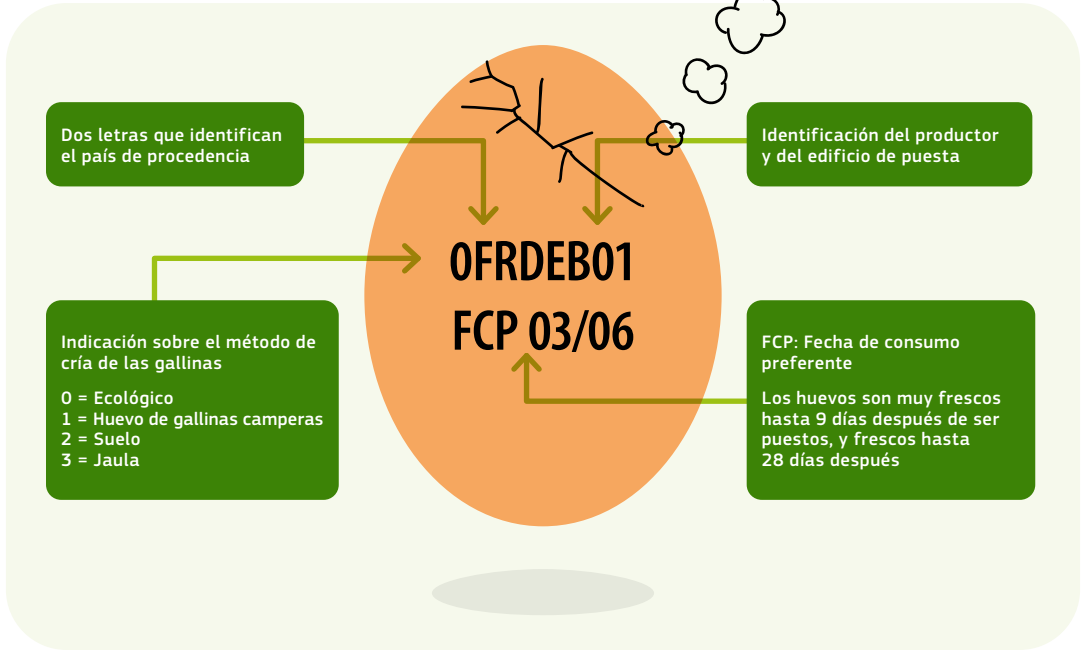 Dos letras que identifican
el país de procedencia
Identificación del productor
y del edificio de puesta
0FRDEB01
FCP 03/06
Indicación sobre el método de
cría de las gallinas
0 = Ecológico
1 = Huevo de gallinas camperas
2 = Suelo
3 = Jaula
FCP: Fecha de consumo
preferente
Los huevos son muy frescos
hasta 9 días después de ser
puestos, y frescos hasta
28 días después